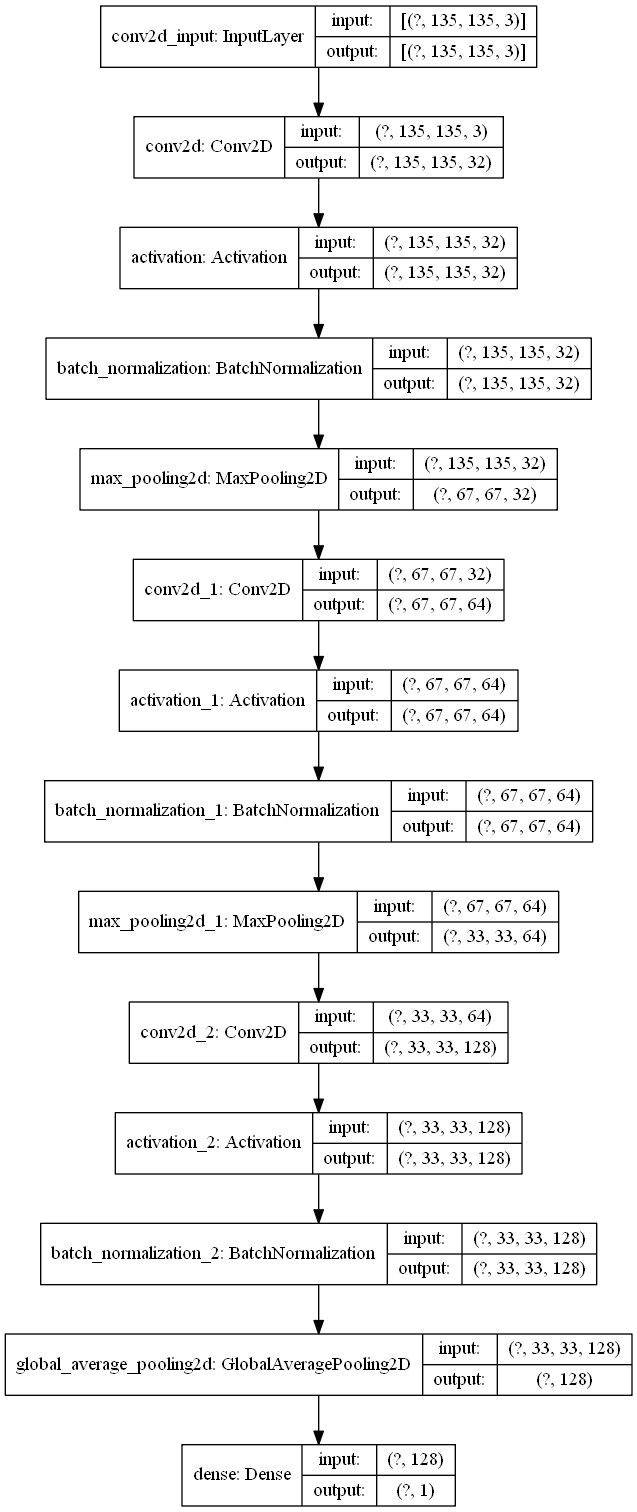 conv2d_input: InputLayer
input: [(?, 135, 135, 3)]
output: [(?, 135, 135, 3)]
conv2d: Conv2D
input: (?, 135, 135, 3)
output: (?, 135, 135, 32)
activation: Activation
input: (?, 135, 135, 32)
output: (?, 135, 135, 32)
batch_normalization: BatchNormalization
input: (?, 135, 135, 32)
output: (?, 135, 135, 32)
max_pooling2d: MaxPooling2D
input: (?, 135, 135, 32)
output: (?, 67, 67, 32)
conv2d_1: Conv2D
input: (?, 67, 67, 32)
output: (?, 67, 67, 64)
activation_1: Activation
input: (?, 67, 67, 64)
output: (?, 67, 67, 64)
batch_normalization_1: BatchNormalization
input: (?, 67, 67, 64)
output: (?, 67, 67, 64)
max_pooling2d_1: MaxPooling2D
input: (?, 67, 67, 64)
output: (?, 33, 33, 64)
conv2d_2: Conv2D
input: (?, 33, 33, 64)
output: (?, 33, 33, 128)
activation_2: Activation
input: (?, 33, 33, 128)
output: (?, 33, 33, 128)
batch_normalization_2: BatchNormalization
input: (?, 33, 33, 128)
output: (?, 33, 33, 128)
global_average_pooling2d: GlobalAveragePooling2D
input: (?, 33, 33, 128)
output: (?, 128)
dense: Dense
input: (?, 128)
output: (?, 1)